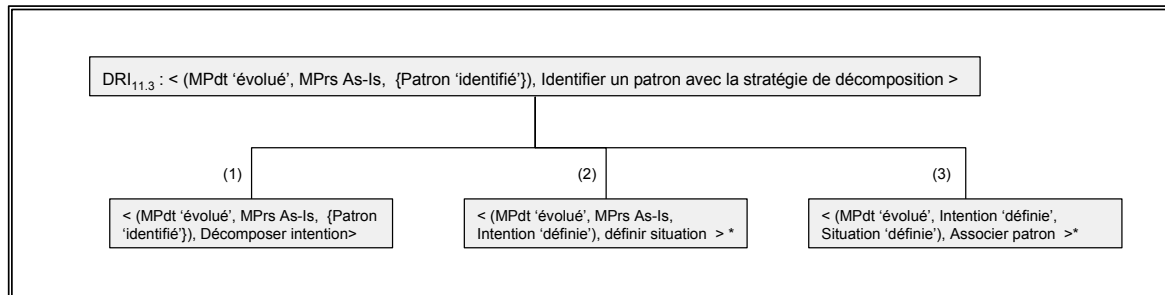 DRI11.3 : < (MPdt ‘évolué’, MPrs As-Is,  {Patron ‘identifié’}), Identifier un patron avec la stratégie de décomposition >
(1)
(2)
(3)
< (MPdt ‘évolué’, MPrs As-Is,  {Patron
‘identifié’}), Décomposer intention>
< (MPdt ‘évolué’, MPrs As-Is,
Intention ‘définie’), définir situation  > *
< (MPdt ‘évolué’, Intention ‘définie’,
Situation ‘définie’), Associer patron  >*